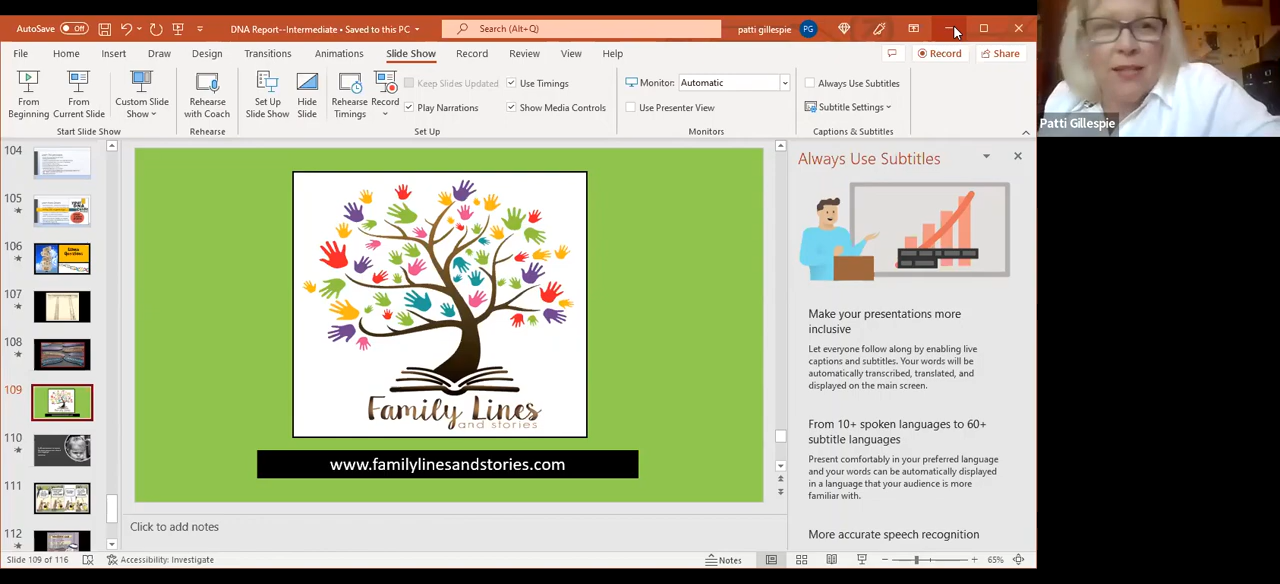 AutoSave Off DNA Report--Intermediate • Saved to this PC Search (Alt+Q) patti gillespie PG
File Home Insert Draw Design Transitions Animations Slide Show Record Review View Help Record Share
From Beginning From Current Slide Custom Slide Show Rehearse with Coach Set Up Slide Show Hide Slide Rehearse Timings Record
Keep Slides Updated Use Timings
Play Narrations Show Media Controls
Monitor: Automatic
Use Presenter View
Always Use Subtitles
Subtitle Settings
Start Slide Show Rehearse Set Up Monitors Captions & Subtitles
Patti Gillespie
104
105
106
107
108
109
110
111
112
Family Lines
and stories
www.familylinesandstories.com
Click to add notes
Always Use Subtitles
Make your presentations more
inclusive
Let everyone follow along by enabling live
captions and subtitles. Your words will be
automatically transcribed, translated, and
displayed on the main screen.
From 10+ spoken languages to 60+
subtitle languages
Present comfortably in your preferred language
and your words can be automatically displayed
in a language that your audience is more
familiar with.
More accurate speech recognition
Slide 109 of 116 Accessibility: Investigate Notes 65%